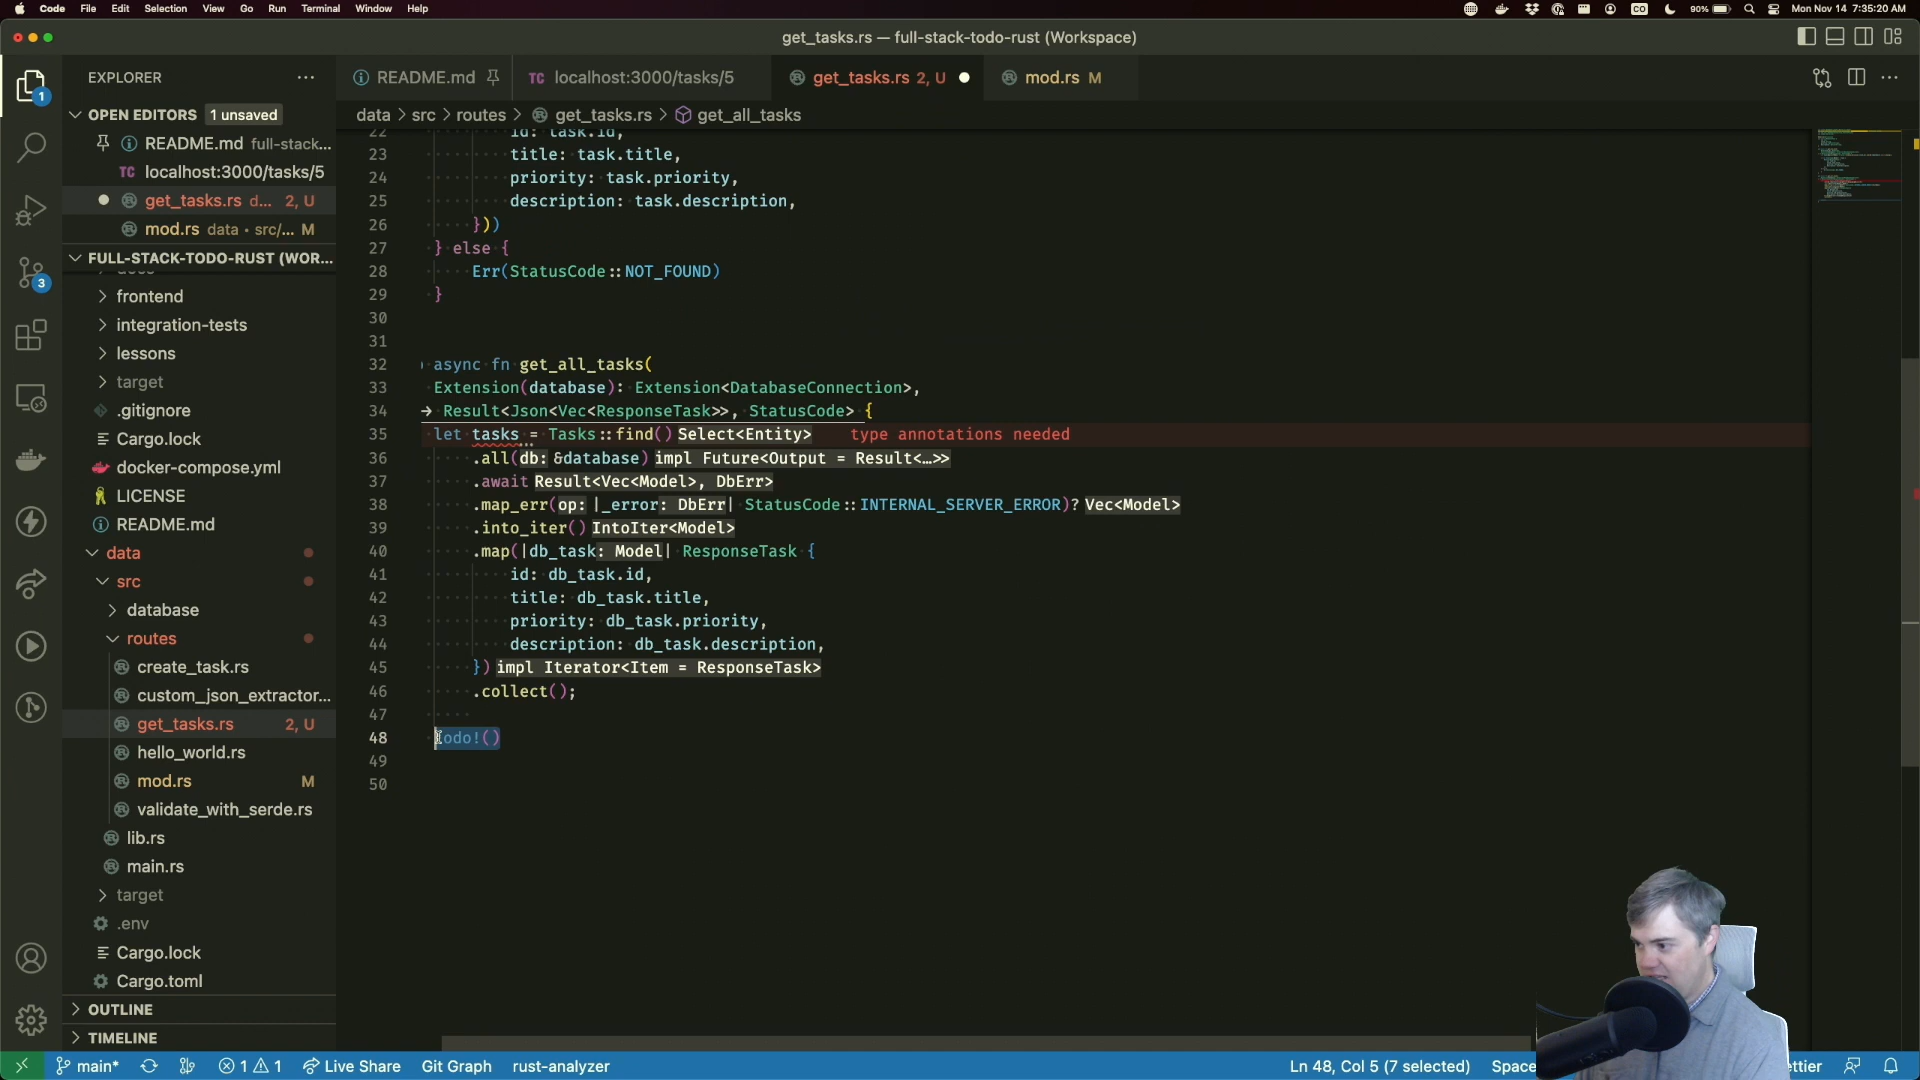 Code File Edit Selection View Go Run Terminal Window Help
CO 90% Mon Nov 14 7:35:20 AM
get_tasks.rs — full-stack-todo-rust (Workspace)
EXPLORER
README.md
TC localhost:3000/tasks/5
get_tasks.rs 2, U
mod.rs M
OPEN EDITORS 1 unsaved
data > src > routes > get_tasks.rs > get_all_tasks
README.md full-stack...
TC localhost:3000/tasks/5
get_tasks.rs d... 2, U
mod.rs data • src/... M
FULL-STACK-TODO-RUST (WOR...
docs
frontend
integration-tests
lessons
target
.gitignore
Cargo.lock
docker-compose.yml
LICENSE
README.md
data
src
database
routes
create_task.rs
custom_json_extractor...
get_tasks.rs 2, U
hello_world.rs
mod.rs M
validate_with_serde.rs
lib.rs
main.rs
target
.env
Cargo.lock
Cargo.toml
OUTLINE
TIMELINE
22 id: task.id,
23 title: task.title,
24 priority: task.priority,
25 description: task.description,
26 }))
27 } else {
28 Err(StatusCode::NOT_FOUND)
29 }
30
31
32 async fn get_all_tasks(
33 Extension(database): Extension<DatabaseConnection>,
34 → Result<Json<Vec<ResponseTask>>, StatusCode> {
35 let tasks = Tasks::find() Select<Entity> type annotations needed
36 .all(db: &database) impl Future<Output = Result<…>>
37 .await Result<Vec<Model>, DbErr>
38 .map_err(op: |_error: DbErr| StatusCode::INTERNAL_SERVER_ERROR)? Vec<Model>
39 .into_iter() IntoIter<Model>
40 .map(|db_task: Model| ResponseTask {
41 id: db_task.id,
42 title: db_task.title,
43 priority: db_task.priority,
44 description: db_task.description,
45 }) impl Iterator<Item = ResponseTask>
46 .collect();
47
48 todo!()
49
50
1
3
main* 1 1 Live Share Git Graph rust-analyzer
Ln 48, Col 5 (7 selected) Space ettier